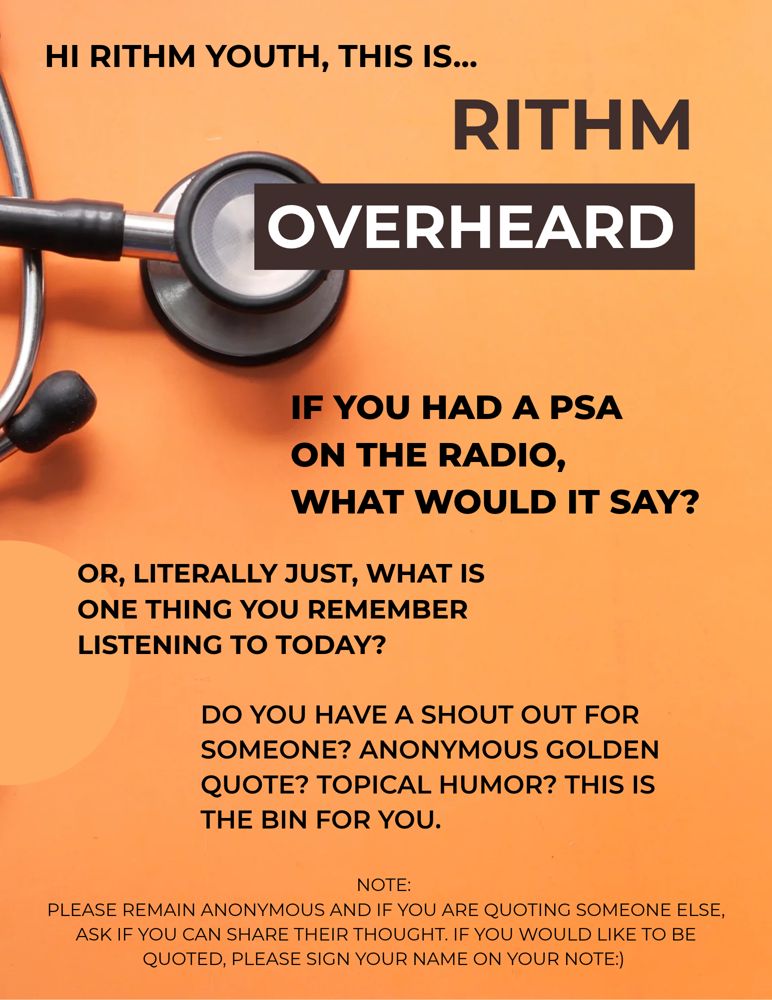 HI RITHM YOUTH, THIS IS...
RITHM
OVERHEARD
IF YOU HAD A PSA
ON THE RADIO,
WHAT WOULD IT SAY?
OR, LITERALLY JUST, WHAT IS
ONE THING YOU REMEMBER
LISTENING TO TODAY?
DO YOU HAVE A SHOUT OUT FOR
SOMEONE? ANONYMOUS GOLDEN
QUOTE? TOPICAL HUMOR? THIS IS
THE BIN FOR YOU.
NOTE:
PLEASE REMAIN ANONYMOUS AND IF YOU ARE QUOTING SOMEONE ELSE,
ASK IF YOU CAN SHARE THEIR THOUGHT. IF YOU WOULD LIKE TO BE
QUOTED, PLEASE SIGN YOUR NAME ON YOUR NOTE:)